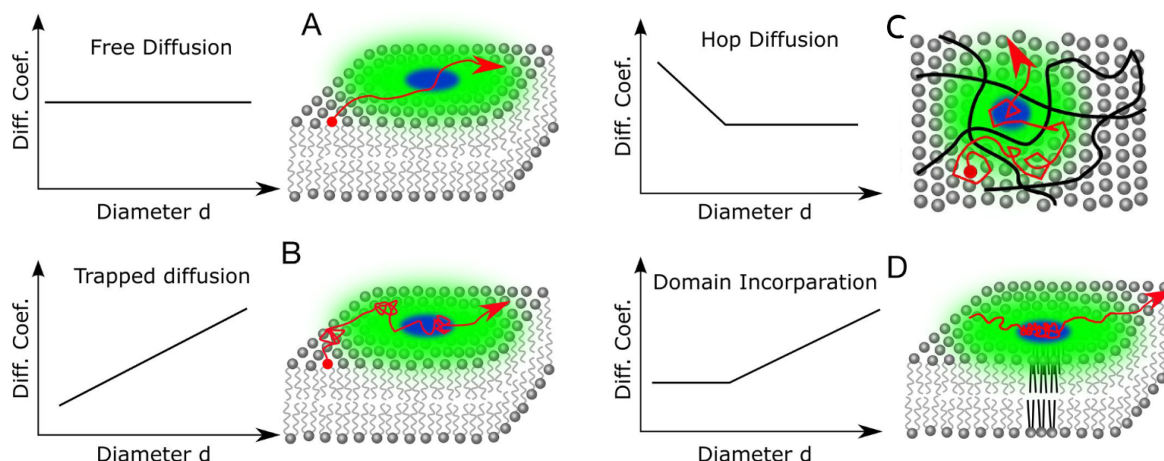 Free Diffusion
A
Diff. Coef.
Diameter d
Hop Diffusion
C
Diff. Coef.
Diameter d
Trapped diffusion
B
Diff. Coef.
Diameter d
Domain Incorparation
D
Diff. Coef.
Diameter d